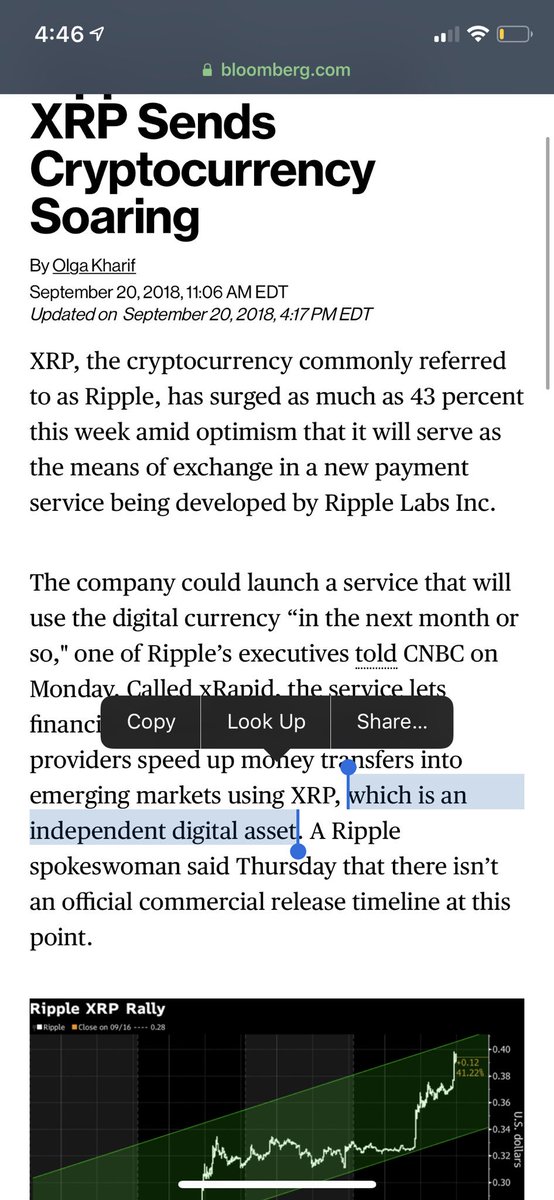 4:46
bloomberg.com
XRP Sends
Cryptocurrency
Soaring
By Olga Kharif
September 20, 2018, 11:06 AM EDT
Updated on September 20, 2018, 4:17 PM EDT
XRP, the cryptocurrency commonly referred
to as Ripple, has surged as much as 43 percent
this week amid optimism that it will serve as
the means of exchange in a new payment
service being developed by Ripple Labs Inc.
The company could launch a service that will
use the digital currency “in the next month or
so," one of Ripple’s executives told CNBC on
Monday. Called xRapid, the service lets
financi
Copy Look Up Share...
providers speed up money transfers into
emerging markets using XRP, which is an
independent digital asset. A Ripple
spokeswoman said Thursday that there isn’t
an official commercial release timeline at this
point.
Ripple XRP Rally
Ripple Close on 09/16 ---- 0.28
0.40
+0.12
41.22%
0.38
0.36
0.34
0.32
0.30
U.S. dollars